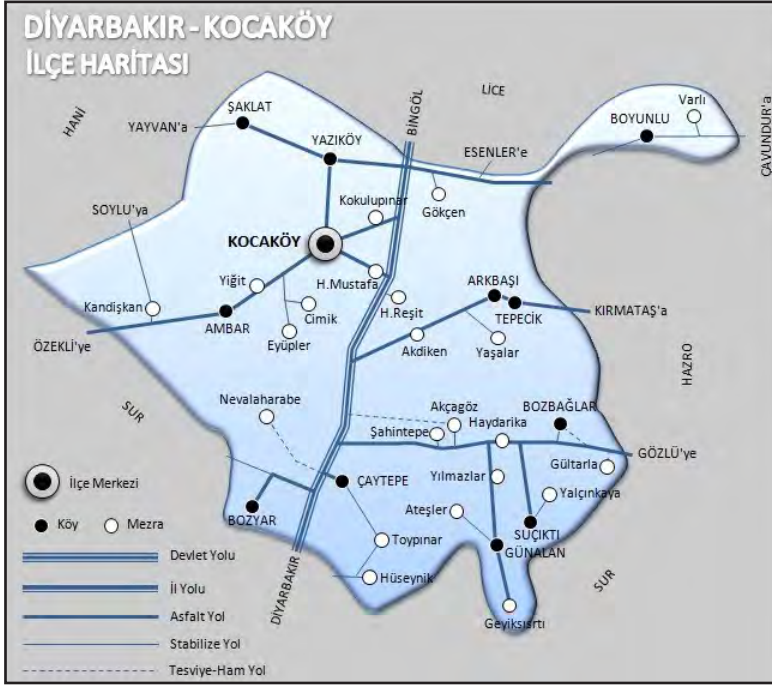 DİYARBAKIR - KOCAKÖY
İLÇE HARİTASI
HANİ
LİCE
BİNGÖL
ŞAKLAT
YAYVAN'a
YAZIKÖY
ESENLER'e
BOYUNLU
Varlı
ÇAVUNDUR'a
Kokulupınar
Gökçen
SOYLU'ya
KOCAKÖY
Yiğit
H.Mustafa
H.Reşit
ARKBAŞI
TEPECİK
KIRMATAŞ'a
Kandişkan
AMBAR
Cimik
Eyüpler
ÖZEKLİ'ye
Akdiken
Yaşalar
HAZRO
SUR
Nevalaharabe
Akçagöz
Şahintepe
Haydarika
BOZBAĞLAR
GÖZLÜ'ye
Gültarla
Yılmazlar
Yalçınkaya
ÇAYTEPE
BOZYAR
Ateşler
SUÇIKTI
GÜNALAN
Toypınar
Hüseynik
Geyiksırtı
SUR
DİYARBAKIR
İlçe Merkezi
Köy Mezra
Devlet Yolu
İl Yolu
Asfalt Yol
Stabilize Yol
Tesviye-Ham Yol